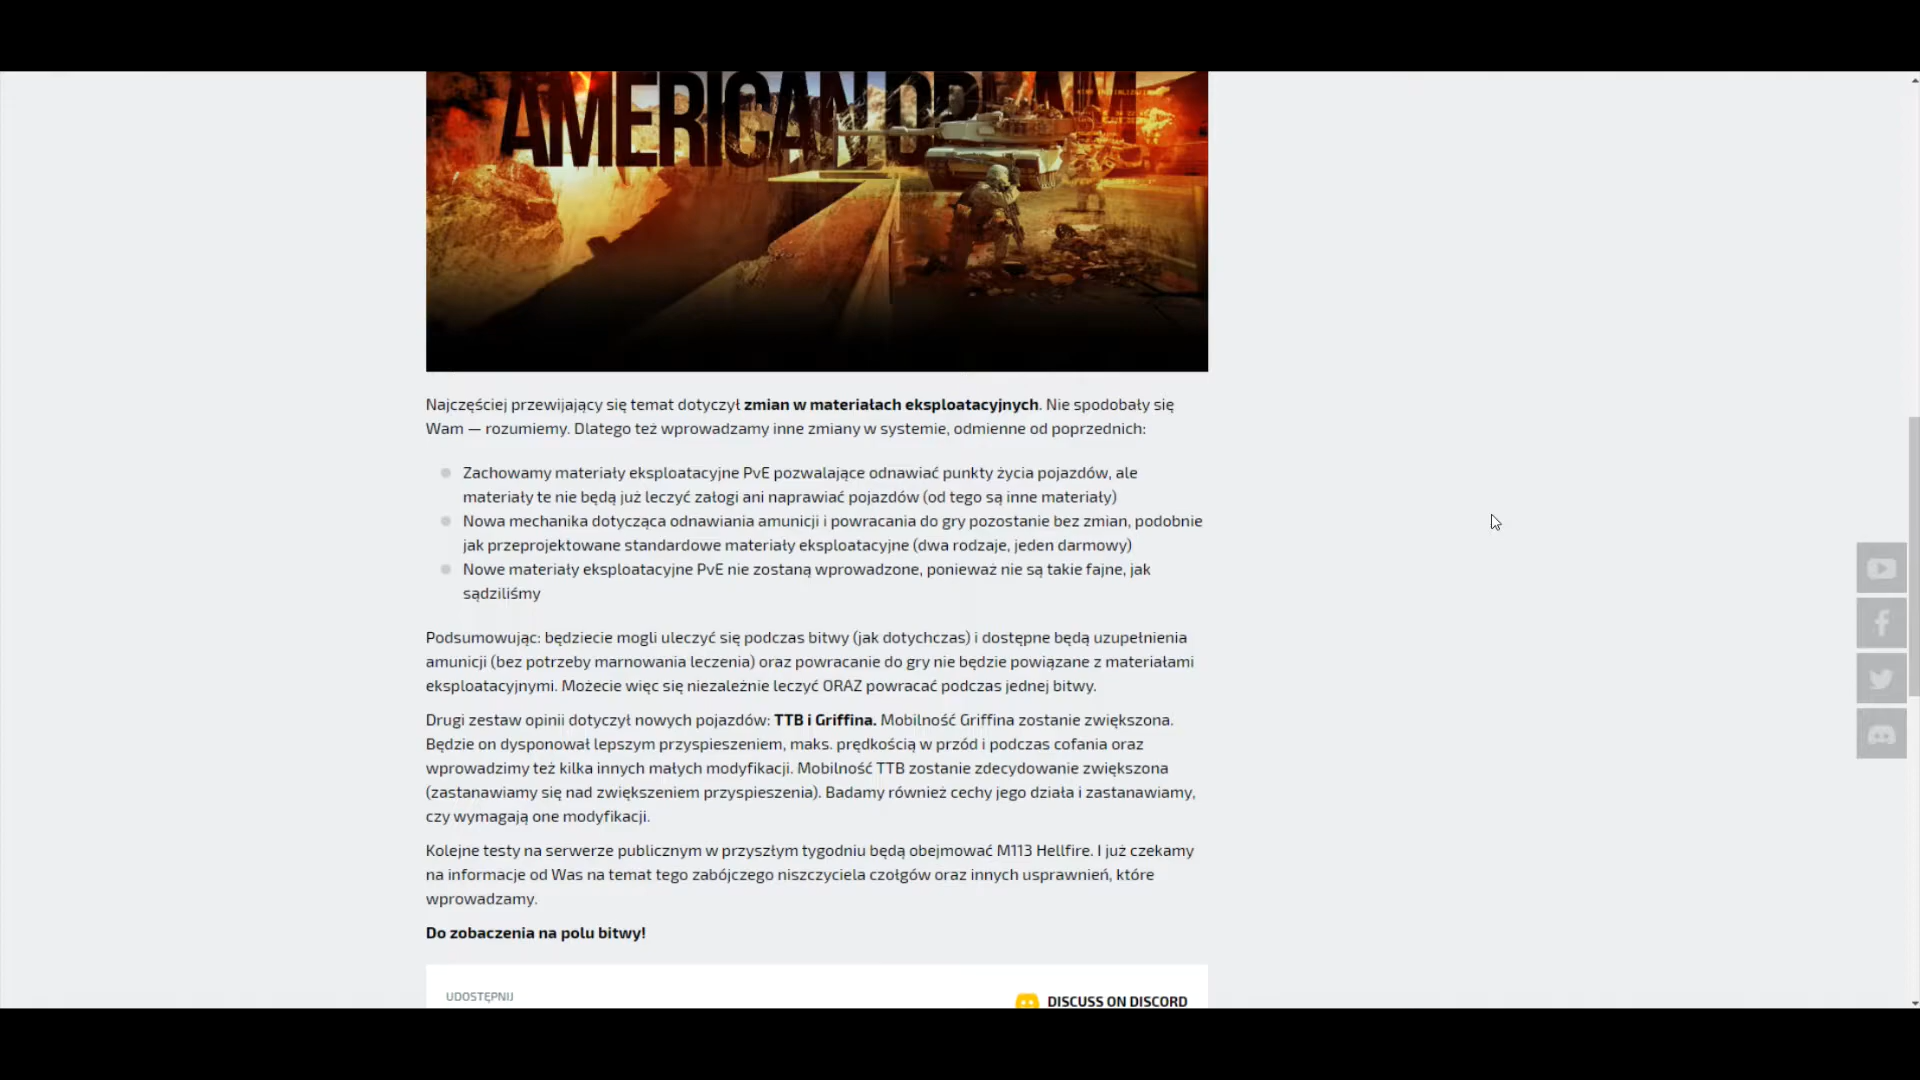 AMERICAN DREAM
Najczęściej przewijający się temat dotyczył zmian w materiałach eksploatacyjnych. Nie spodobały się
Wam — rozumiemy. Dlatego też wprowadzamy inne zmiany w systemie, odmienne od poprzednich:
Zachowamy materiały eksploatacyjne PvE pozwalające odnawiać punkty życia pojazdów, ale
materiały te nie będą już leczyć załogi ani naprawiać pojazdów (od tego są inne materiały)
Nowa mechanika dotycząca odnawiania amunicji i powracania do gry pozostanie bez zmian, podobnie
jak przeprojektowane standardowe materiały eksploatacyjne (dwa rodzaje, jeden darmowy)
Nowe materiały eksploatacyjne PvE nie zostaną wprowadzone, ponieważ nie są takie fajne, jak
sądziliśmy
Podsumowując: będziecie mogli uleczyć się podczas bitwy (jak dotychczas) i dostępne będą uzupełnienia
amunicji (bez potrzeby marnowania leczenia) oraz powracanie do gry nie będzie powiązane z materiałami
eksploatacyjnymi. Możecie więc się niezależnie leczyć ORAZ powracać podczas jednej bitwy.
Drugi zestaw opinii dotyczył nowych pojazdów: TTB i Griffina. Mobilność Griffina zostanie zwiększona.
Będzie on dysponował lepszym przyspieszeniem, maks. prędkością w przód i podczas cofania oraz
wprowadzimy też kilka innych małych modyfikacji. Mobilność TTB zostanie zdecydowanie zwiększona
(zastanawiamy się nad zwiększeniem przyspieszenia). Badamy również cechy jego działa i zastanawiamy,
czy wymagają one modyfikacji.
Kolejne testy na serwerze publicznym w przyszłym tygodniu będą obejmować M113 Hellfire. I już czekamy
na informacje od Was na temat tego zabójczego niszczyciela czołgów oraz innych usprawnień, które
wprowadzamy.
Do zobaczenia na polu bitwy!
UDOSTĘPNIJ
DISCUSS ON DISCORD